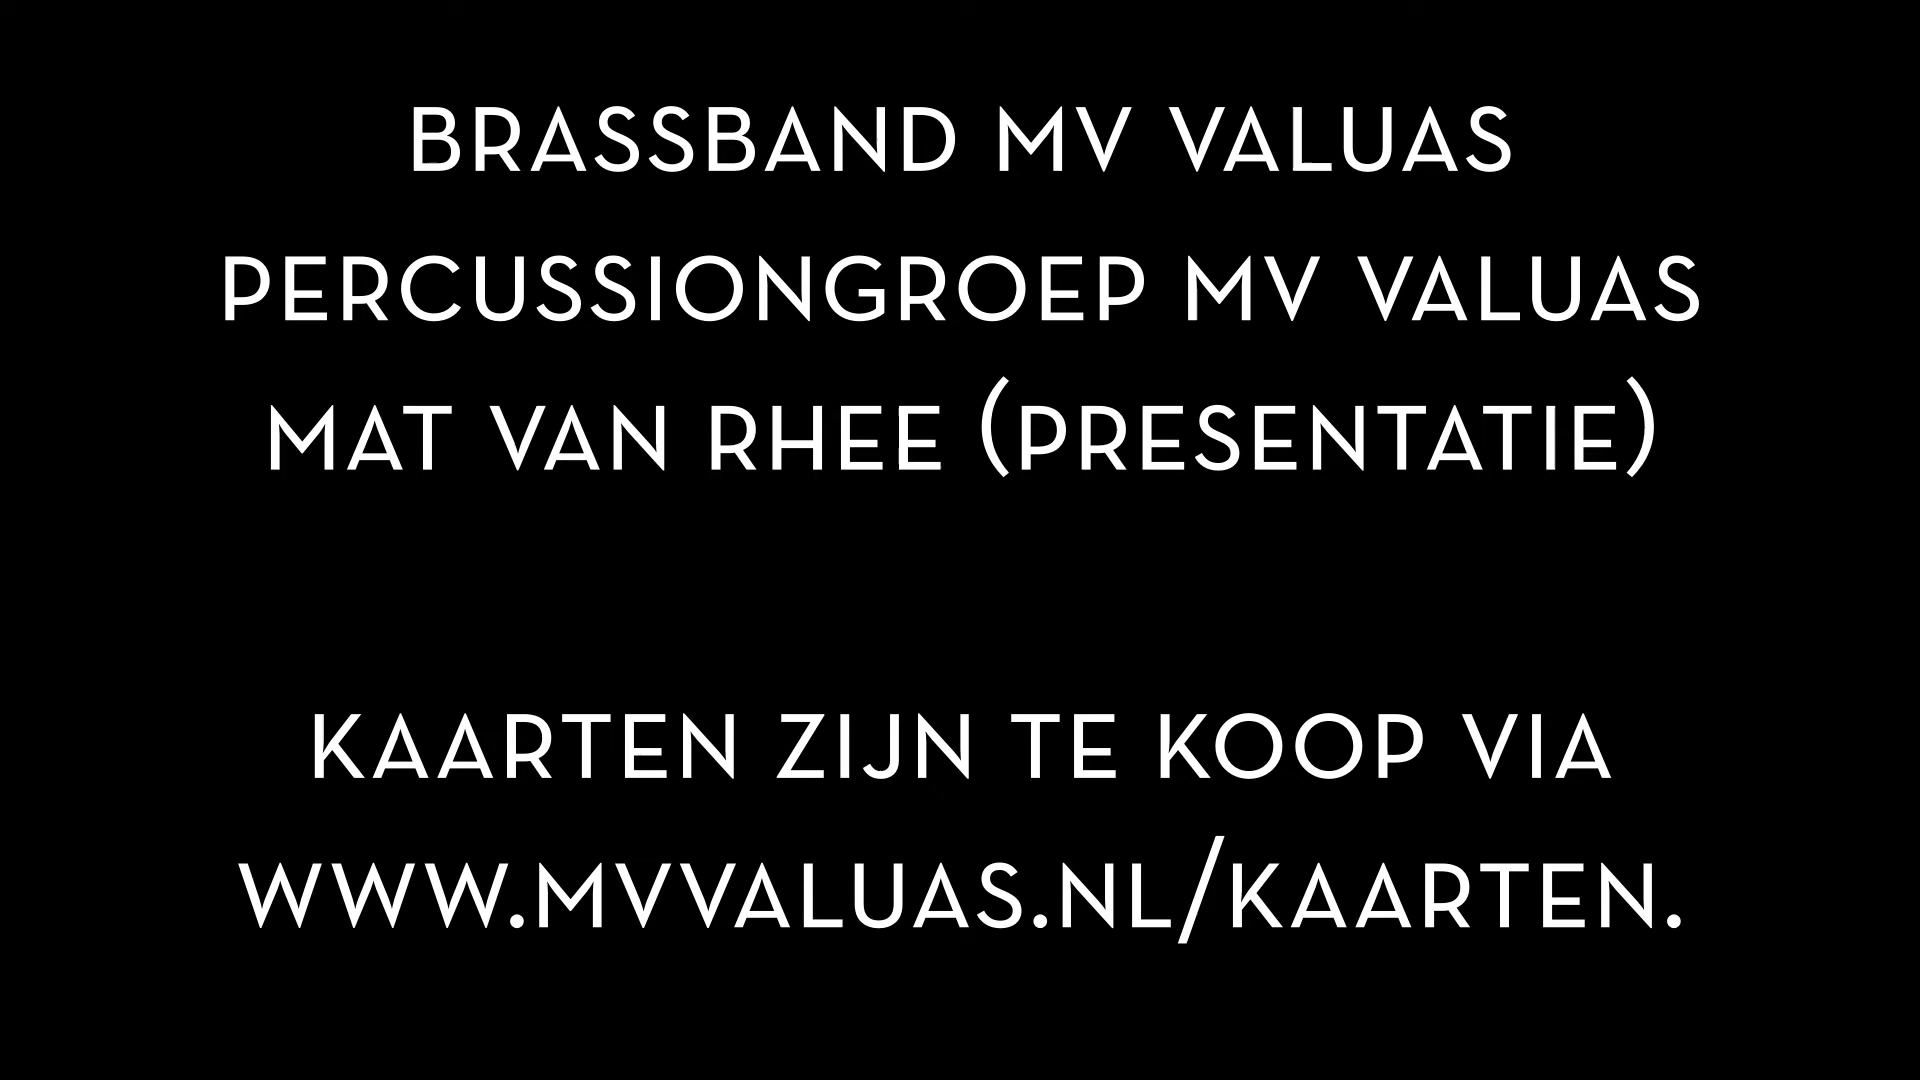 BRASSBAND MV VALUAS
PERCUSSIONGROEP MV VALUAS
MAT VAN RHEE (PRESENTATIE)
KAARTEN ZIJN TE KOOP VIA
WWW.MVVALUAS.NL/KAARTEN.